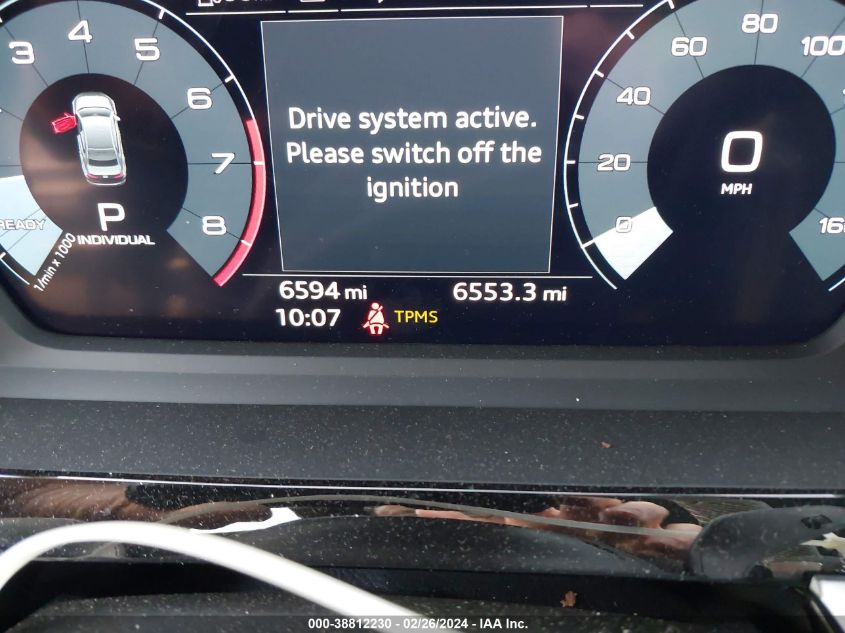 3 4 5 6 7 8
READY
1/min x 1000
P
INDIVIDUAL
Drive system active.
Please switch off the
ignition
0 20 40 60 80 100
0
MPH
6594 mi 6553.3 mi
10:07 TPMS
000-38812230 - 02/26/2024 - IAA Inc.